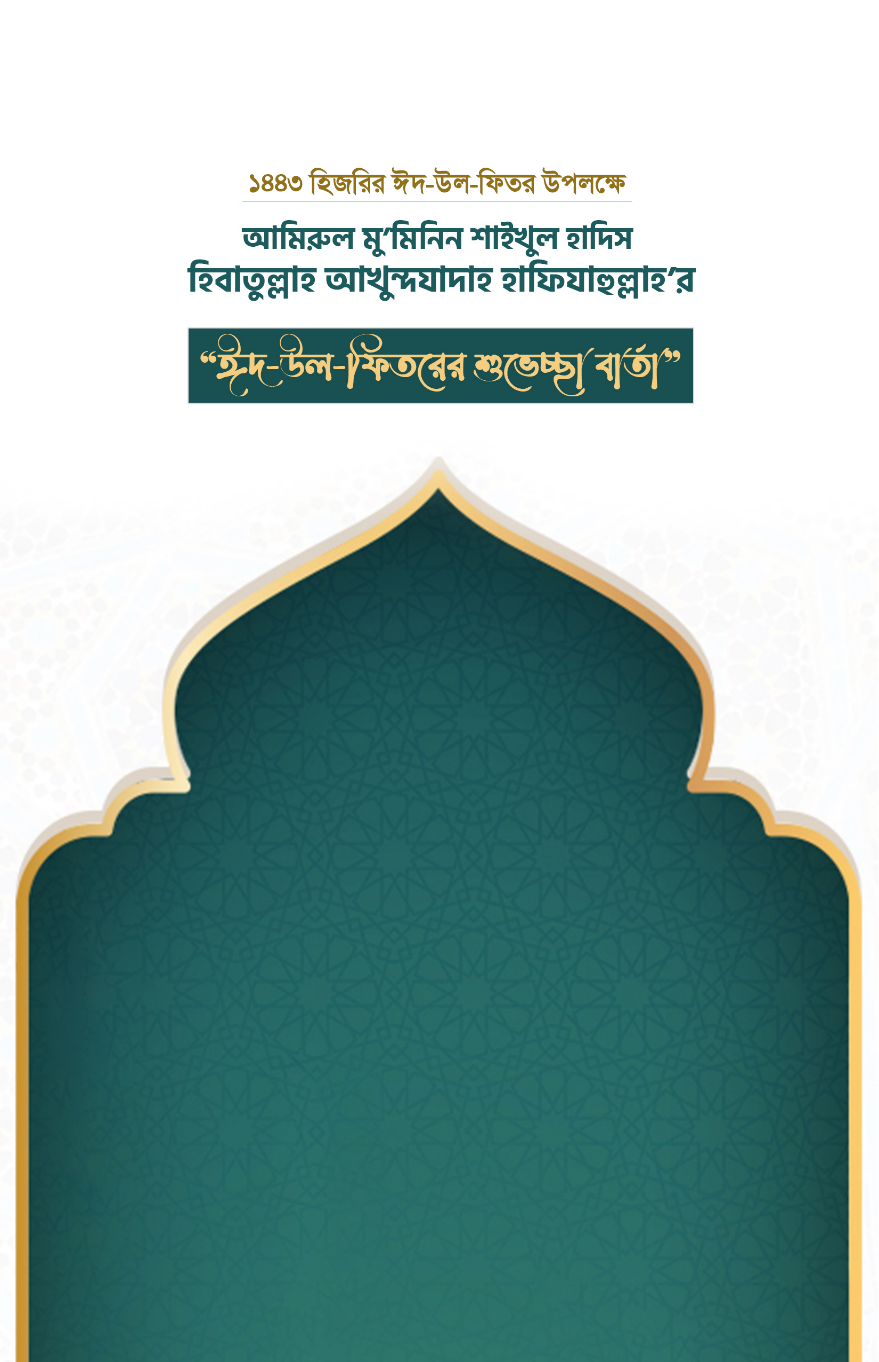 ১৪৪৩ হিজরির ঈদ-উল-ফিতর উপলক্ষে
আমিরুল মু’মিনিন শাইখুল হাদিস
হিবাতুল্লাহ আখুন্দযাদাহ হাফিযাহুল্লাহ’র
“ঈদ-উল-ফিতরের শুভেচ্ছা বার্তা”